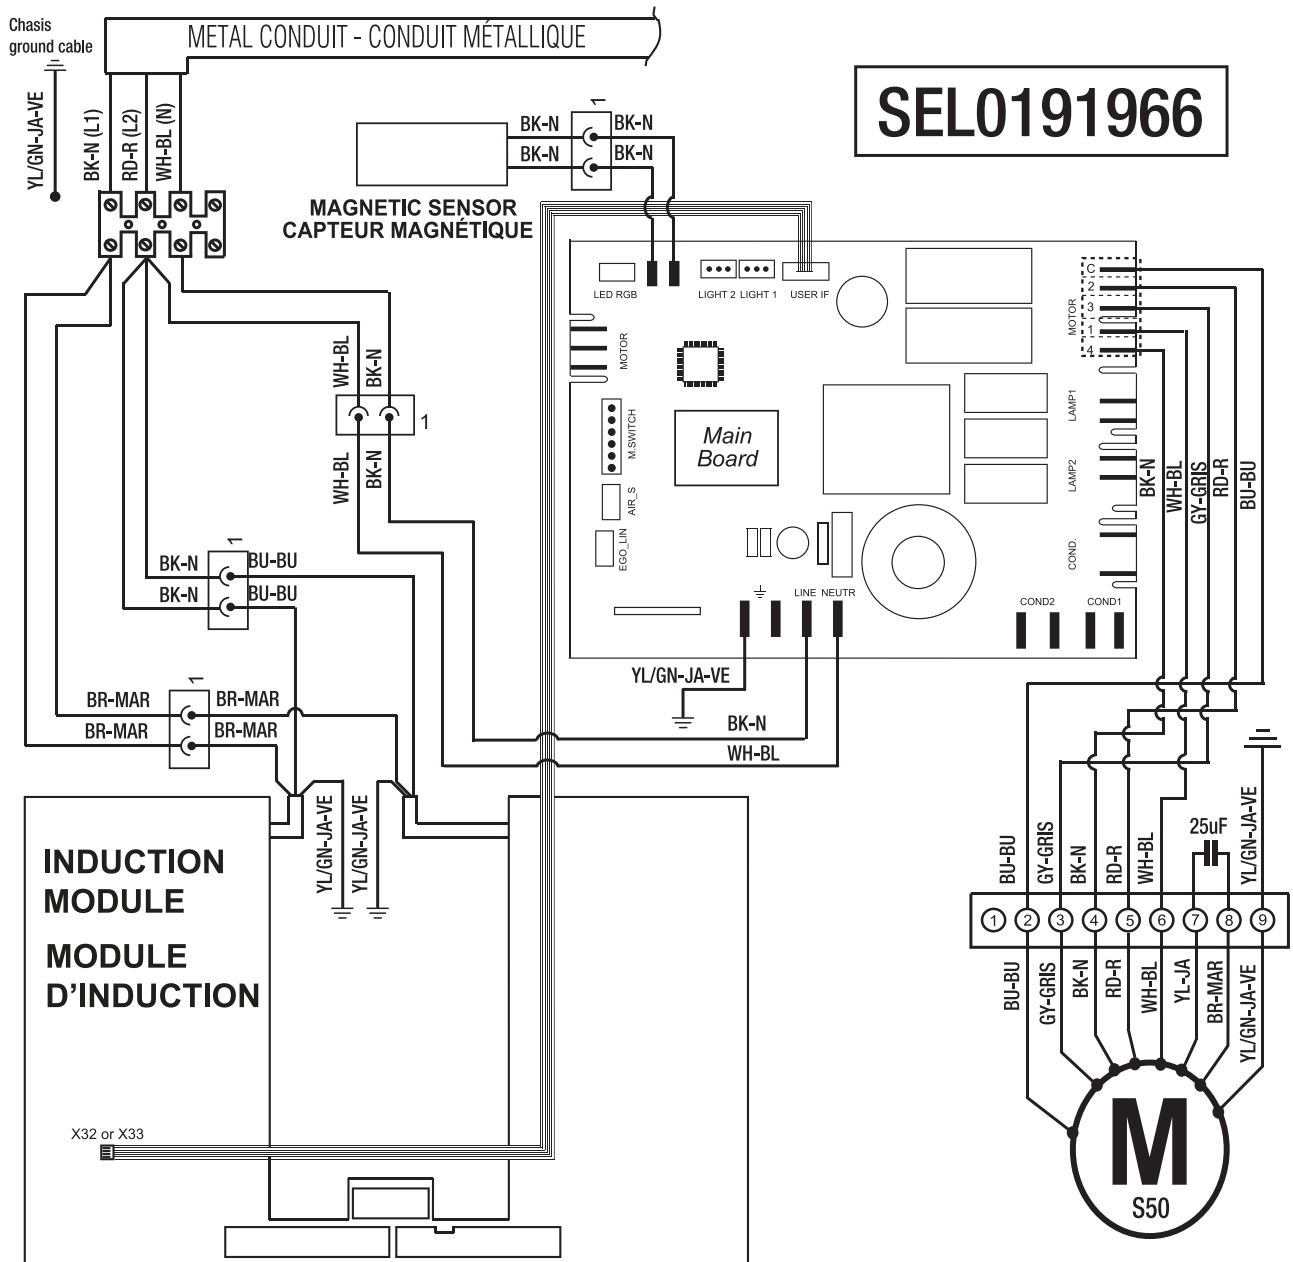 Chasis
ground cable
METAL CONDUIT - CONDUIT MÉTALLIQUE
SEL0191966
YL/GN-JA-VE
BK-N (L1)
RD-R (L2)
WH-BL (N)
1
BK-N
BK-N
BK-N
BK-N
MAGNETIC SENSOR
CAPTEUR MAGNÉTIQUE
LED RGB
LIGHT 2
LIGHT 1
USER IF
C
2
3
1
4
MOTOR
MOTOR
M.SWITCH
AIR_S
EGO_LIN
Main
Board
LAMP1
LAMP2
COND.
COND2
COND1
LINE
NEUTR
WH-BL
BK-N
1
WH-BL
BK-N
BK-N
WH-BL
GY-GRIS
RD-R
BU-BU
1
BK-N
BU-BU
BK-N
BU-BU
1
BR-MAR
BR-MAR
BR-MAR
BR-MAR
YL/GN-JA-VE
BK-N
WH-BL
YL/GN-JA-VE
YL/GN-JA-VE
INDUCTION
MODULE
MODULE
D'INDUCTION
X32 or X33
BU-BU
GY-GRIS
BK-N
RD-R
WH-BL
25uF
YL/GN-JA-VE
1 2 3 4 5 6 7 8 9
BU-BU
GY-GRIS
BK-N
RD-R
WH-BL
YL-JA
BR-MAR
YL/GN-JA-VE
M
S50